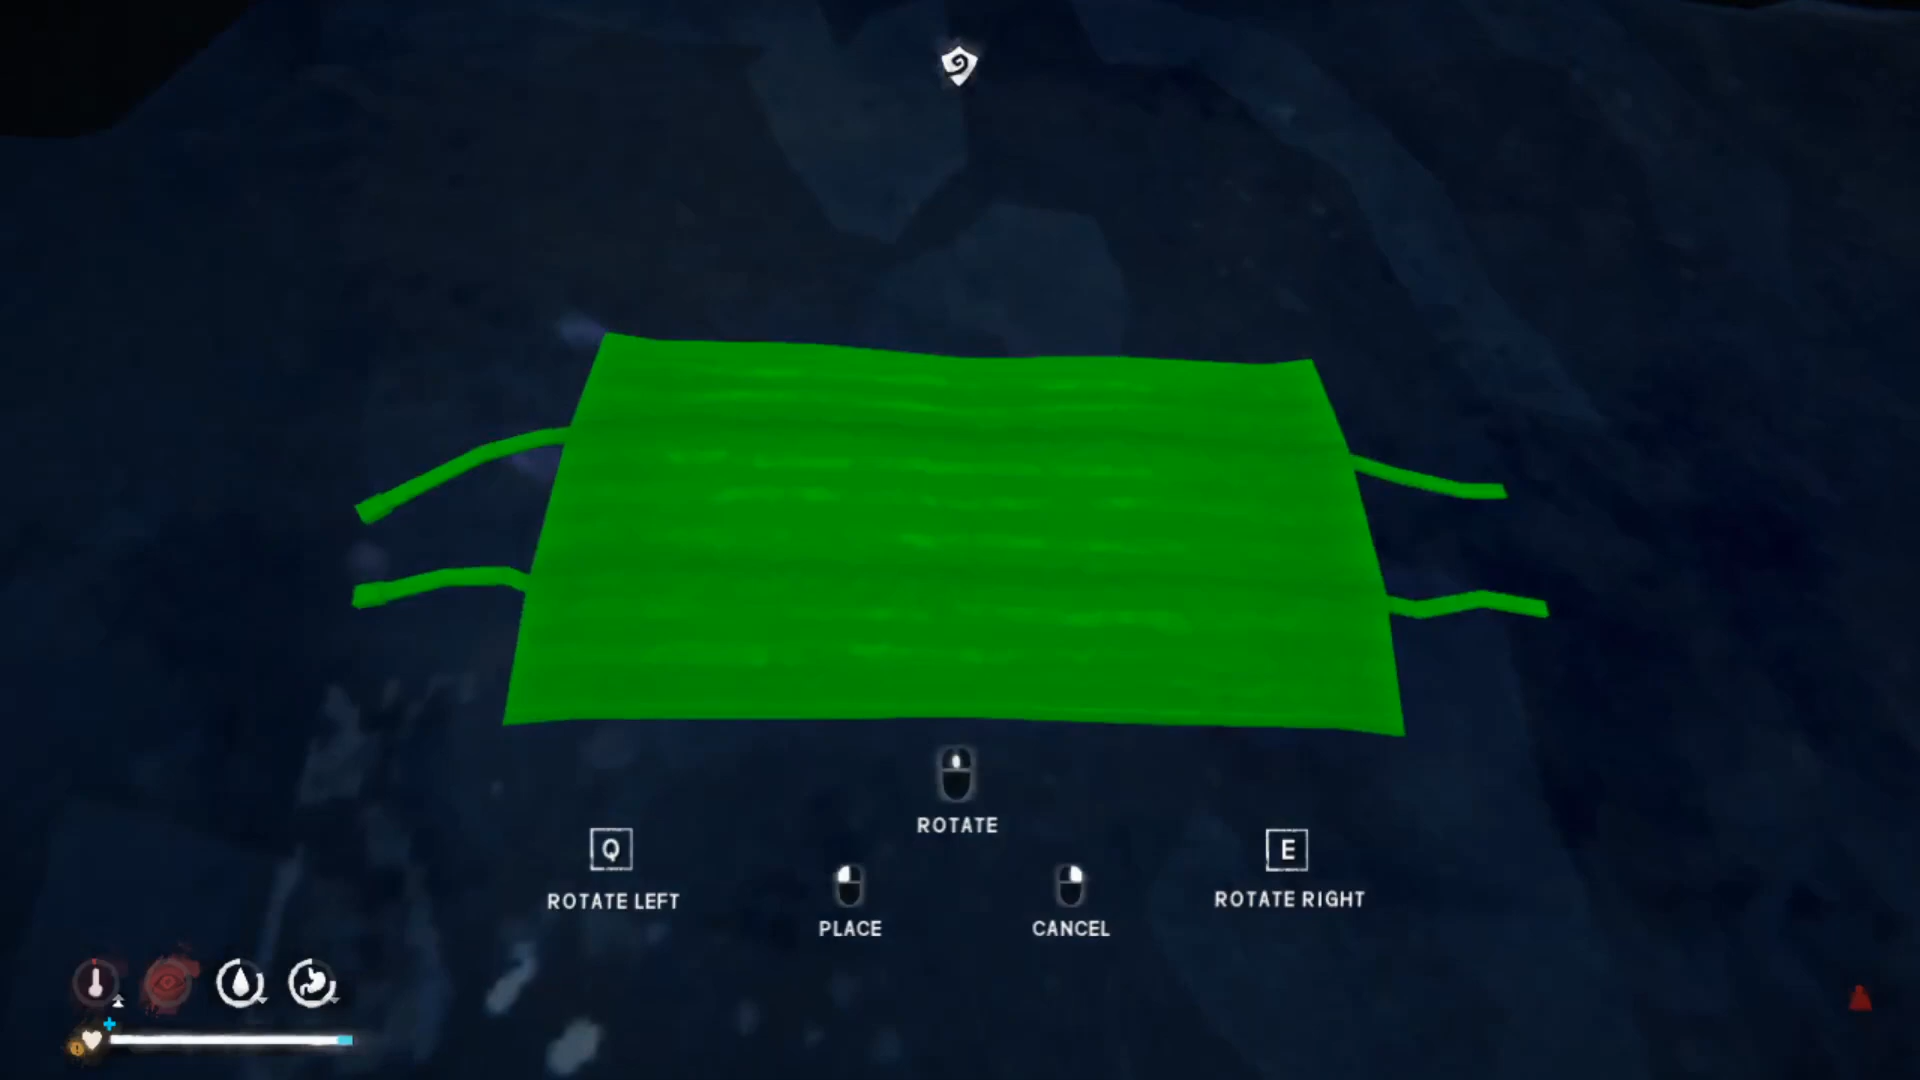 ROTATE
Q
E
ROTATE LEFT
ROTATE RIGHT
PLACE
CANCEL